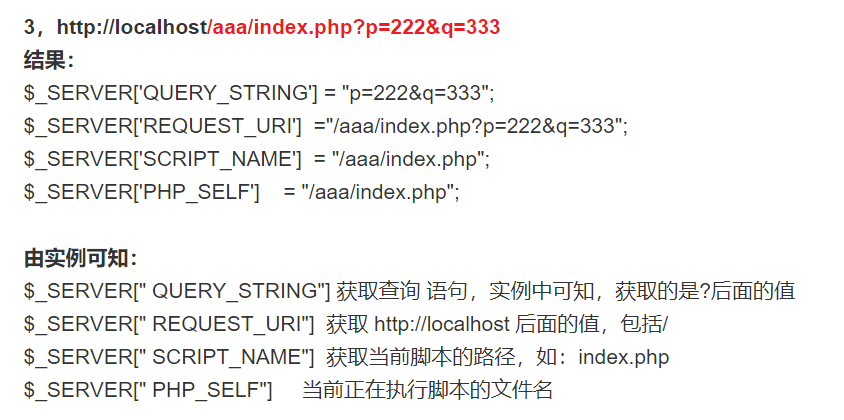 3，http://localhost/aaa/index.php?p=222&q=333
结果：
$_SERVER['QUERY_STRING'] = "p=222&q=333";
$_SERVER['REQUEST_URI']  ="/aaa/index.php?p=222&q=333";
$_SERVER['SCRIPT_NAME']  = "/aaa/index.php";
$_SERVER['PHP_SELF']    = "/aaa/index.php";
由实例可知：
$_SERVER[" QUERY_STRING"] 获取查询 语句，实例中可知，获取的是?后面的值
$_SERVER[" REQUEST_URI"]  获取 http://localhost 后面的值，包括/
$_SERVER[" SCRIPT_NAME"]  获取当前脚本的路径，如：index.php
$_SERVER[" PHP_SELF"]     当前正在执行脚本的文件名